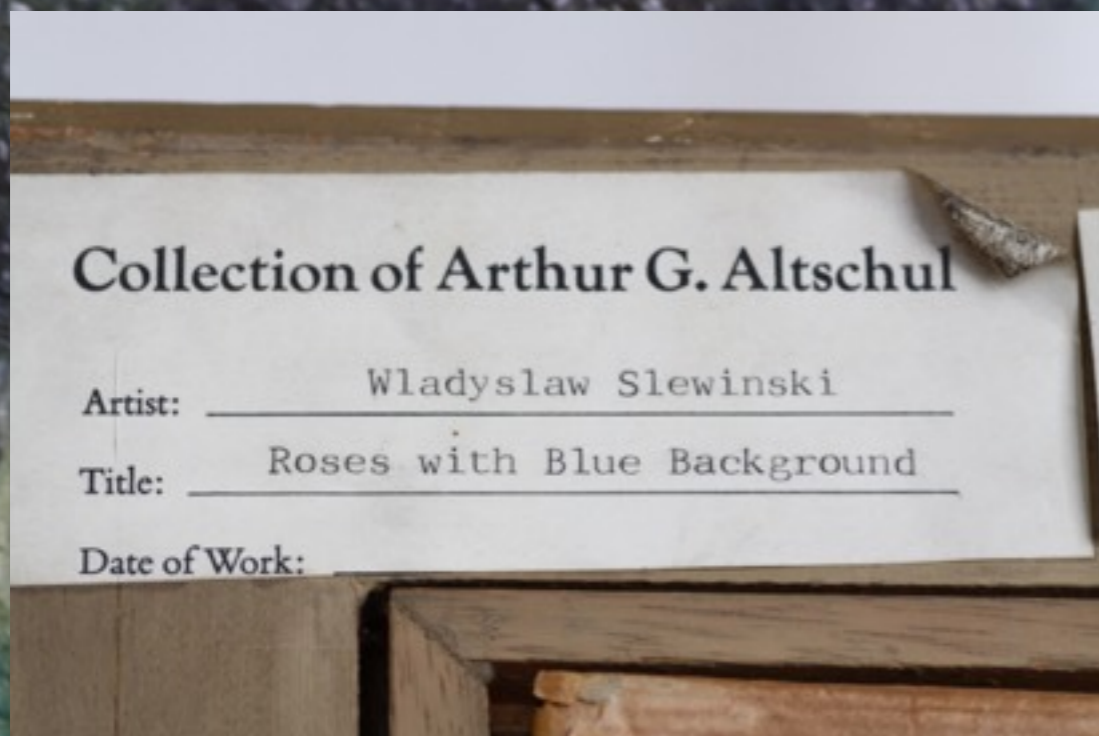 Collection of Arthur G. Altschul
Artist: Wladyslaw Slewinski
Title: Roses with Blue Background
Date of Work: